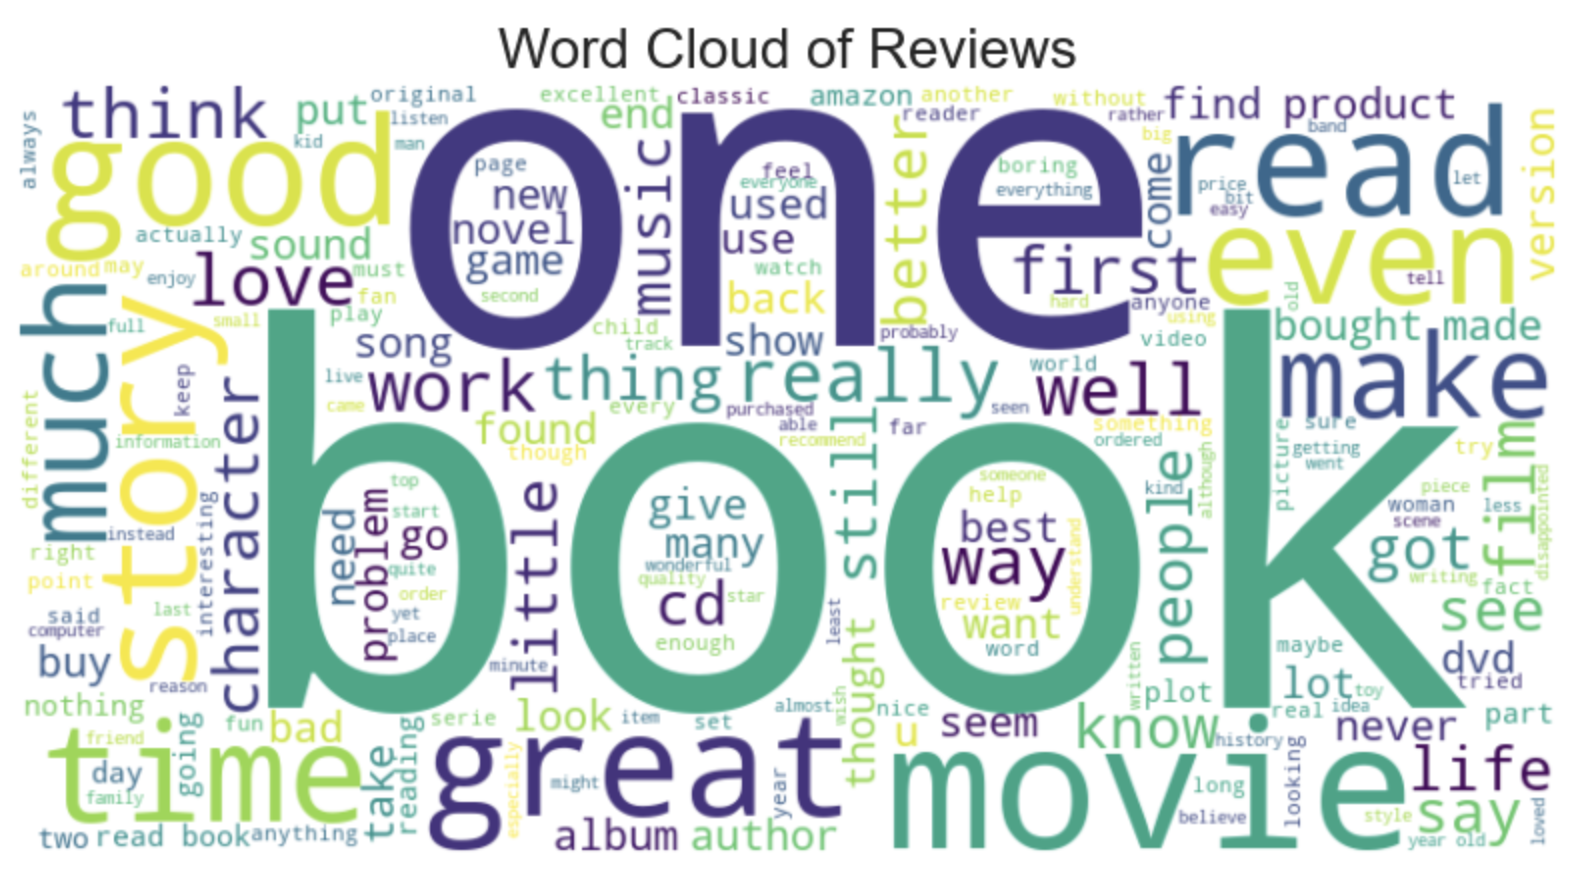 Word Cloud of Reviews
think
put
original
listen
excellent
classic
amazon
another
without
find
product
always
kid
man
end
reader
rather
big
band
good
one
read
version
page
new
novel
game
second
music
feel
everyone
used
use
watch
back
better
boring
everything
first
hard
come
price
bit
easy
let
even
tell
actually
sound
around
may
enjoy
love
must
fan
small
full
play
child
track
show
probably
anyone
using
old
video
bought
made
much
story
keep
character
song
live
came
work
thing
really
every
purchased
able
recommend
seen
far
world
well
something
ordered
make
sure
getting
went
try
different
information
found
though
book
top
start
need
problem
go
quite
order
yet
place
little
give
many
wonderful
quality
cd
star
enough
still
someone
help
best
way
understand
review
want
word
kind
people
although
picture
woman
scene
piece
less
film
disappointed
got
writing
fact
see
instead
interesting
right
point
last
said
computer
buy
reason
minute
least
thought
wish
written
plot
maybe
lot
toy
dvd
tried
real
idea
nothing
going
fun
bad
serie
look
item
set
almost
nice
u
seem
know
history
looking
never
part
time
friend
day
family
take
reading
great
especially
might
year
movie
long
believe
life
style
say
loved
two
read book
anything
album
author
year old